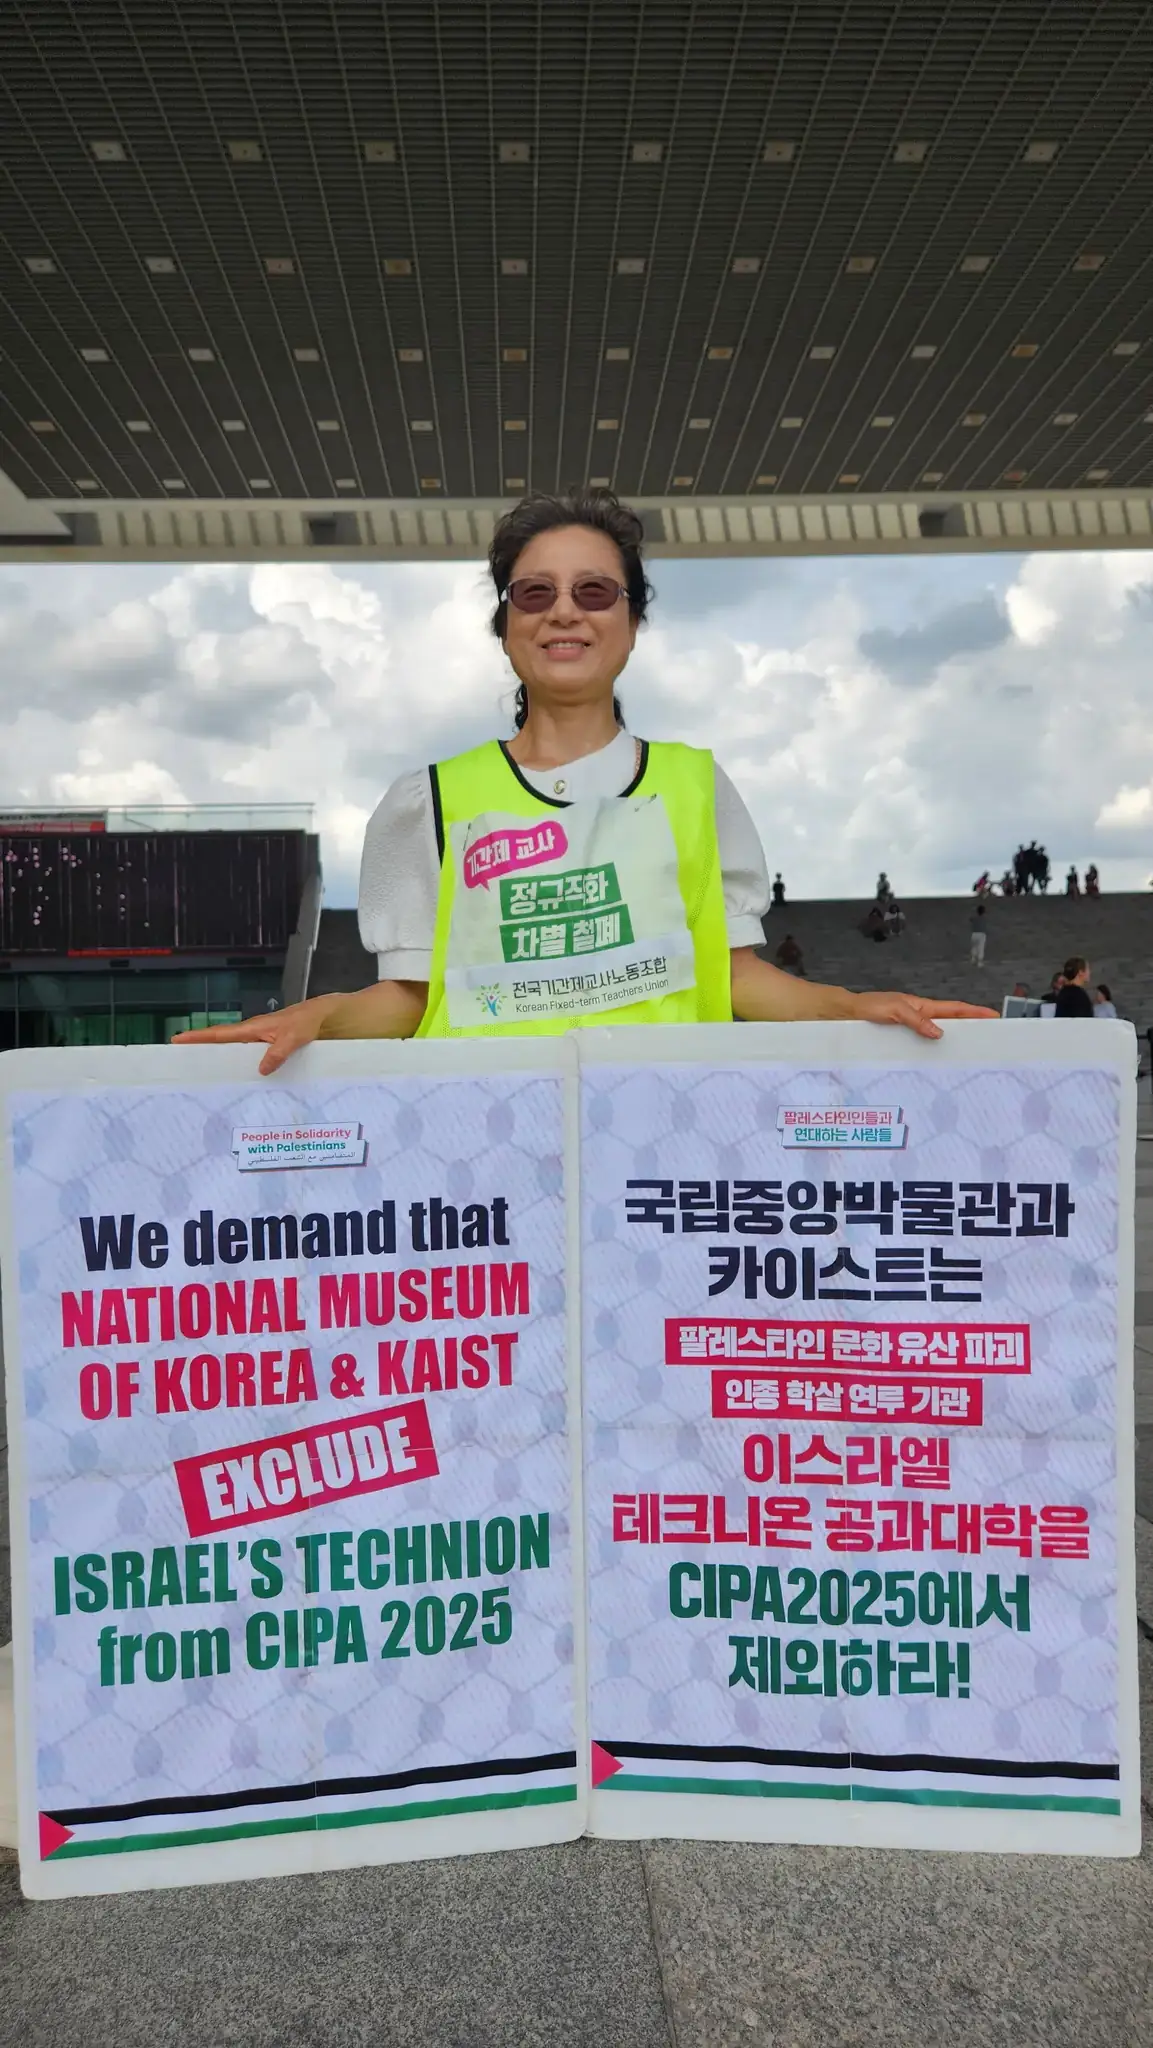 기간제 교사
정규직화
차별 철폐
전국기간제교사노동조합
Korean Fixed-term Teachers Union
People in Solidarity
with Palestinians
المتضامنين مع الشعب الفلسطيني
We demand that
NATIONAL MUSEUM
OF KOREA & KAIST
EXCLUDE
ISRAEL'S TECHNION
from CIPA 2025
팔레스타인인들과
연대하는 사람들
국립중앙박물관과
카이스트는
팔레스타인 문화 유산 파괴
인종 학살 연루 기관
이스라엘
테크니온 공과대학을
CIPA2025에서
제외하라!